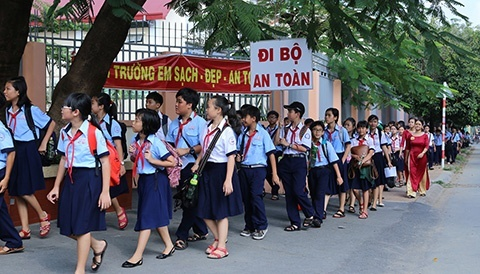 TRƯỜNG EM SẠCH - ĐẸP - AN TO
ĐI BỘ
AN TOÀN